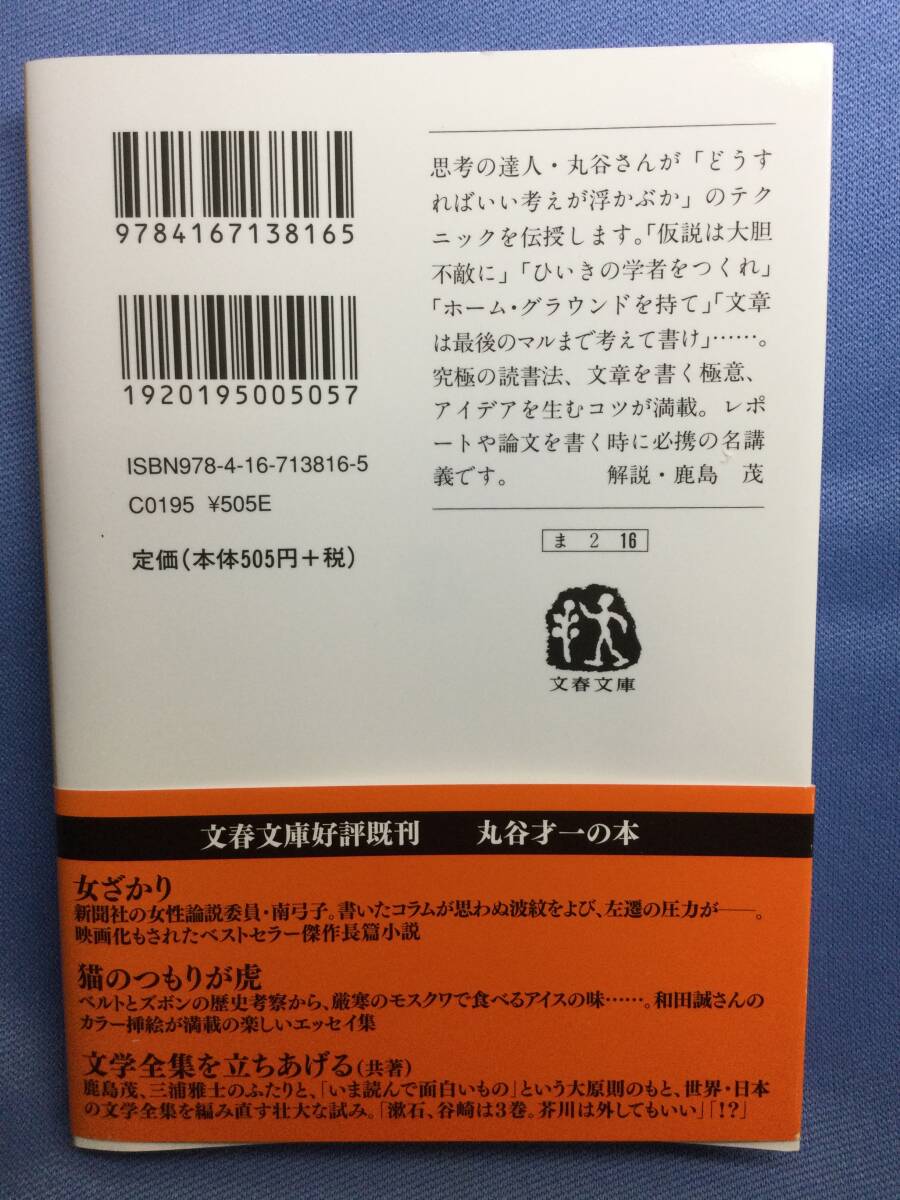 9784167138165
1920195005057
ISBN978-4-16-713816-5
C0195 ¥505E
定価(本体505円+税)
思考の達人・丸谷さんが「どうす
ればいい考えが浮かぶか」のテク
ニックを伝授します。「仮説は大胆
不敵に」「ひいきの学者をつくれ」
「ホーム・グラウンドを持て」「文章
は最後のマルまで考えて書け」……。
究極の読書法、文章を書く極意、
アイデアを生むコツが満載。レポ
ートや論文を書く時に必携の名講
義です。 解説・鹿島 茂
ま 2 16
文春文庫
文春文庫好評既刊 丸谷才一の本
女ざかり
新聞社の女性論説委員・南弓子。書いたコラムが思わぬ波紋をよび、左遷の圧力が――。
映画化もされたベストセラー傑作長篇小説
猫のつもりが虎
ベルトとズボンの歴史考察から、厳寒のモスクワで食べるアイスの味……。和田誠さんの
カラー挿絵が満載の楽しいエッセイ集
文学全集を立ちあげる(共著)
鹿島茂、三浦雅士のふたりと、「いま読んで面白いもの」という大原則のもと、世界・日本
の文学全集を編み直す壮大な試み。「漱石、谷崎は3巻。芥川は外してもいい」「!?」